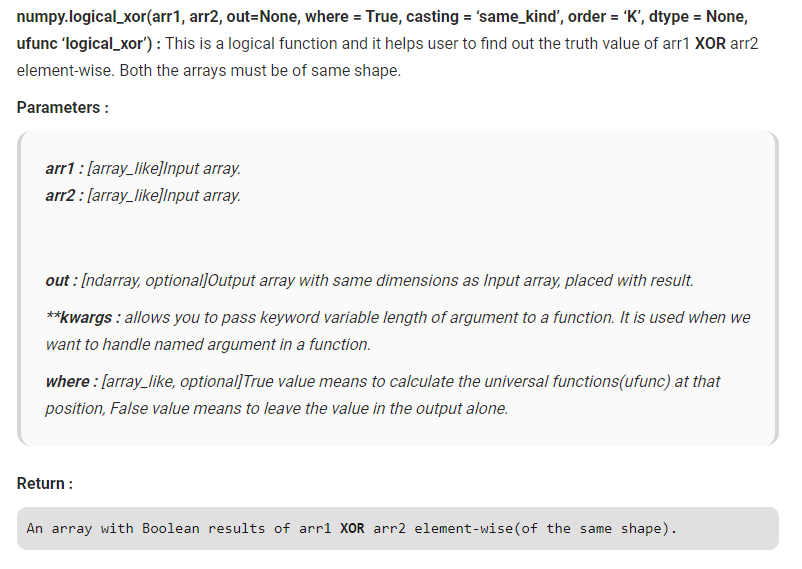 numpy.logical_xor(arr1, arr2, out=None, where = True, casting = ‘same_kind’, order = ‘K’, dtype = None,
ufunc ‘logical_xor’) : This is a logical function and it helps user to find out the truth value of arr1 XOR arr2
element-wise. Both the arrays must be of same shape.
Parameters :
arr1 : [array_like]Input array.
arr2 : [array_like]Input array.
out : [ndarray, optional]Output array with same dimensions as Input array, placed with result.
**kwargs : allows you to pass keyword variable length of argument to a function. It is used when we
want to handle named argument in a function.
where : [array_like, optional]True value means to calculate the universal functions(ufunc) at that
position, False value means to leave the value in the output alone.
Return :
An array with Boolean results of arr1 XOR arr2 element-wise(of the same shape).